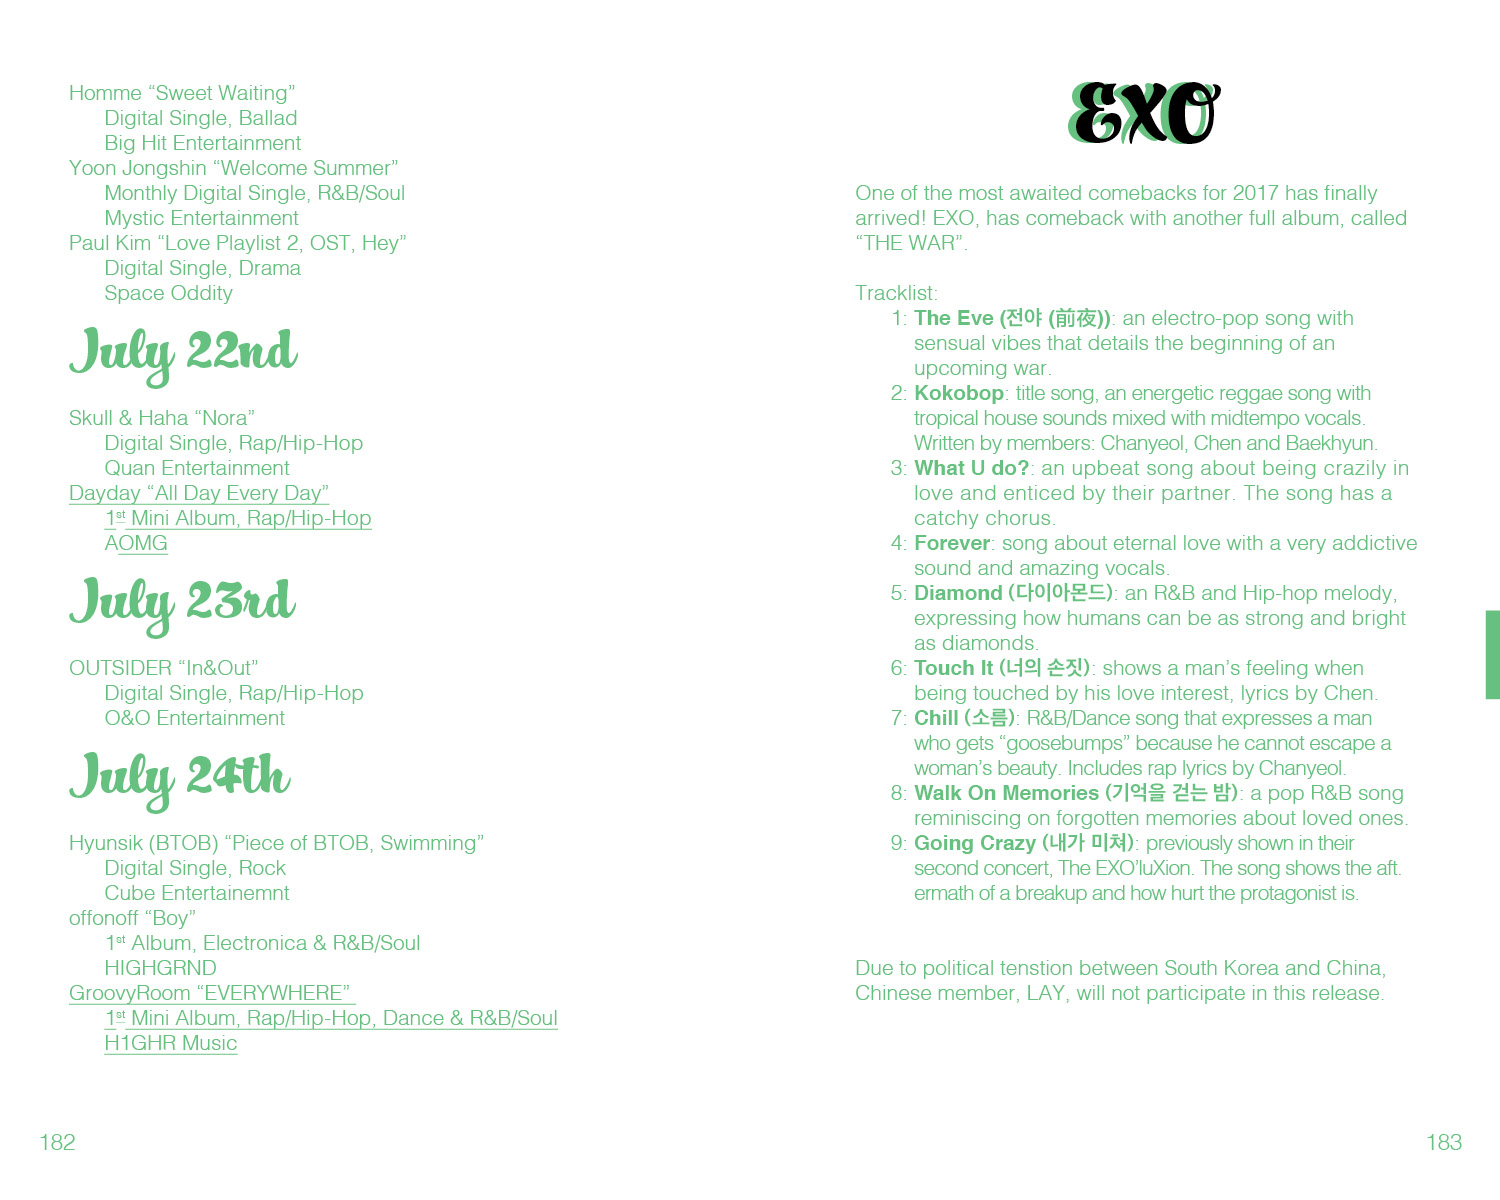 Homme “Sweet Waiting”
Digital Single, Ballad
Big Hit Entertainment
Yoon Jongshin “Welcome Summer”
Monthly Digital Single, R&B/Soul
Mystic Entertainment
Paul Kim “Love Playlist 2, OST, Hey”
Digital Single, Drama
Space Oddity
July 22nd
Skull & Haha “Nora”
Digital Single, Rap/Hip-Hop
Quan Entertainment
Dayday “All Day Every Day”
1st Mini Album, Rap/Hip-Hop
AOMG
July 23rd
OUTSIDER “In&Out”
Digital Single, Rap/Hip-Hop
O&O Entertainment
July 24th
Hyunsik (BTOB) “Piece of BTOB, Swimming”
Digital Single, Rock
Cube Entertainemnt
offonoff “Boy”
1st Album, Electronica & R&B/Soul
HIGHGRND
GroovyRoom “EVERYWHERE”
1st Mini Album, Rap/Hip-Hop, Dance & R&B/Soul
H1GHR Music
182
EXO
One of the most awaited comebacks for 2017 has finally
arrived! EXO, has comeback with another full album, called
“THE WAR”.
Tracklist:
1: The Eve (전야 (前夜)): an electro-pop song with
sensual vibes that details the beginning of an
upcoming war.
2: Kokobop: title song, an energetic reggae song with
tropical house sounds mixed with midtempo vocals.
Written by members: Chanyeol, Chen and Baekhyun.
3: What U do?: an upbeat song about being crazily in
love and enticed by their partner. The song has a
catchy chorus.
4: Forever: song about eternal love with a very addictive
sound and amazing vocals.
5: Diamond (다이아몬드): an R&B and Hip-hop melody,
expressing how humans can be as strong and bright
as diamonds.
6: Touch It (너의 손짓): shows a man’s feeling when
being touched by his love interest, lyrics by Chen.
7: Chill (소름): R&B/Dance song that expresses a man
who gets “goosebumps” because he cannot escape a
woman’s beauty. Includes rap lyrics by Chanyeol.
8: Walk On Memories (기억을 걷는 밤): a pop R&B song
reminiscing on forgotten memories about loved ones.
9: Going Crazy (내가 미쳐): previously shown in their
second concert, The EXO’luXion. The song shows the aft.
ermath of a breakup and how hurt the protagonist is.
Due to political tenstion between South Korea and China,
Chinese member, LAY, will not participate in this release.
183